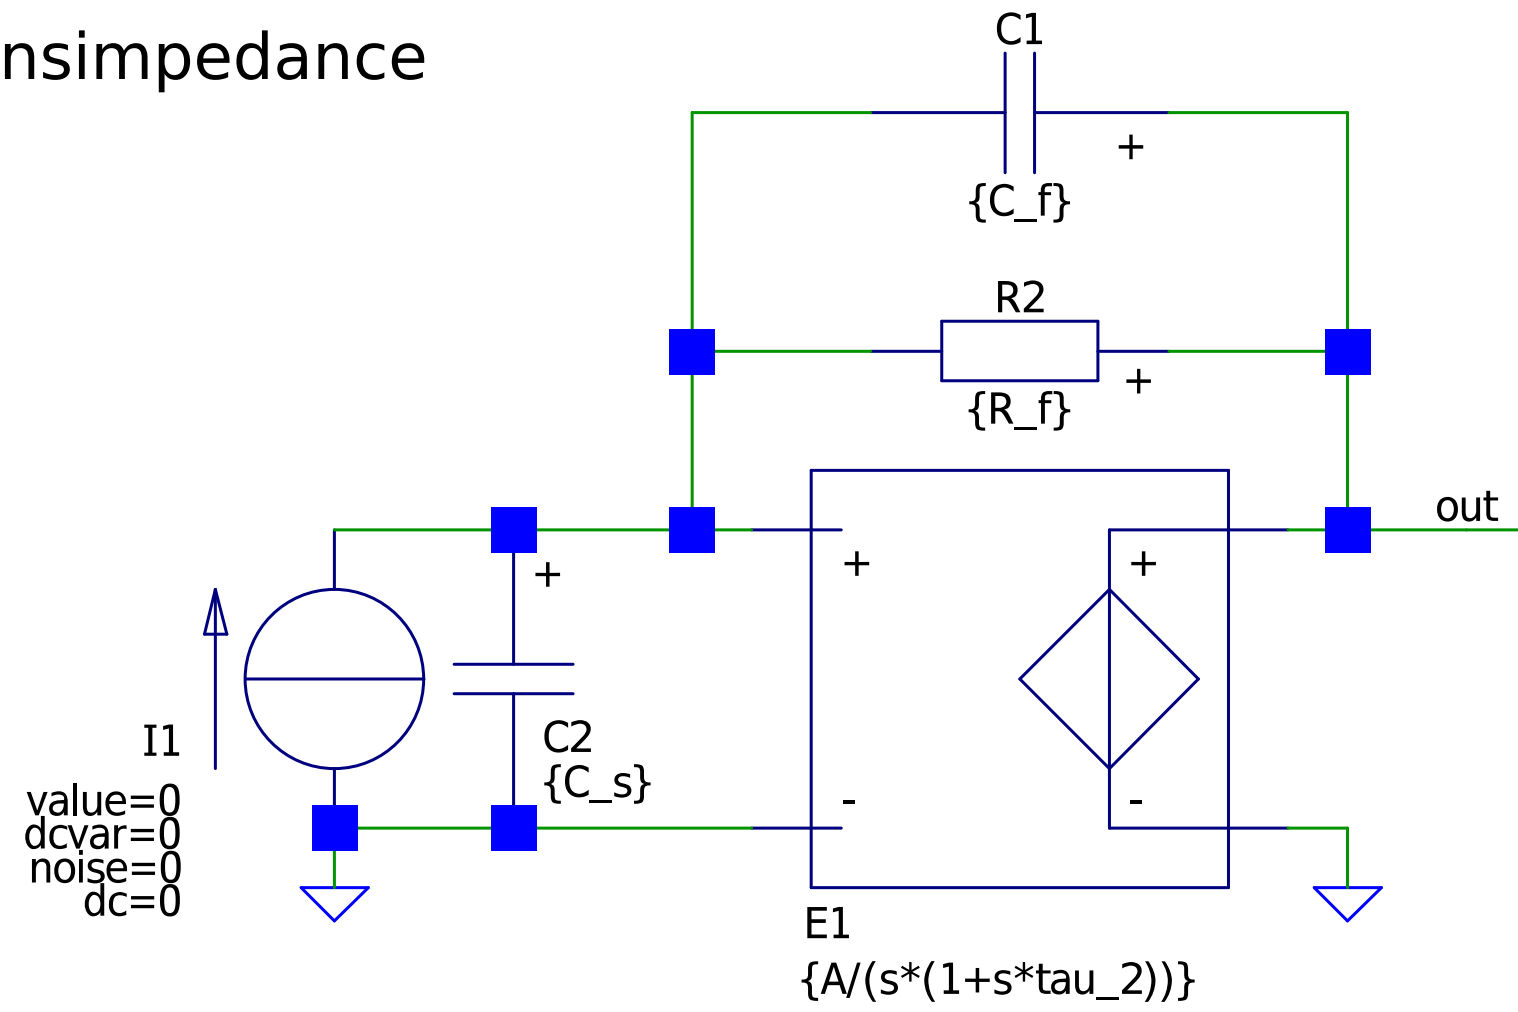 nsimpedance
C1
+
{C_f}
R2
+
{R_f}
out
+
+
+
I1
C2
{C_s}
value=0
dcvar=0
noise=0
dc=0
-
-
E1
{A/(s*(1+s*tau_2))}